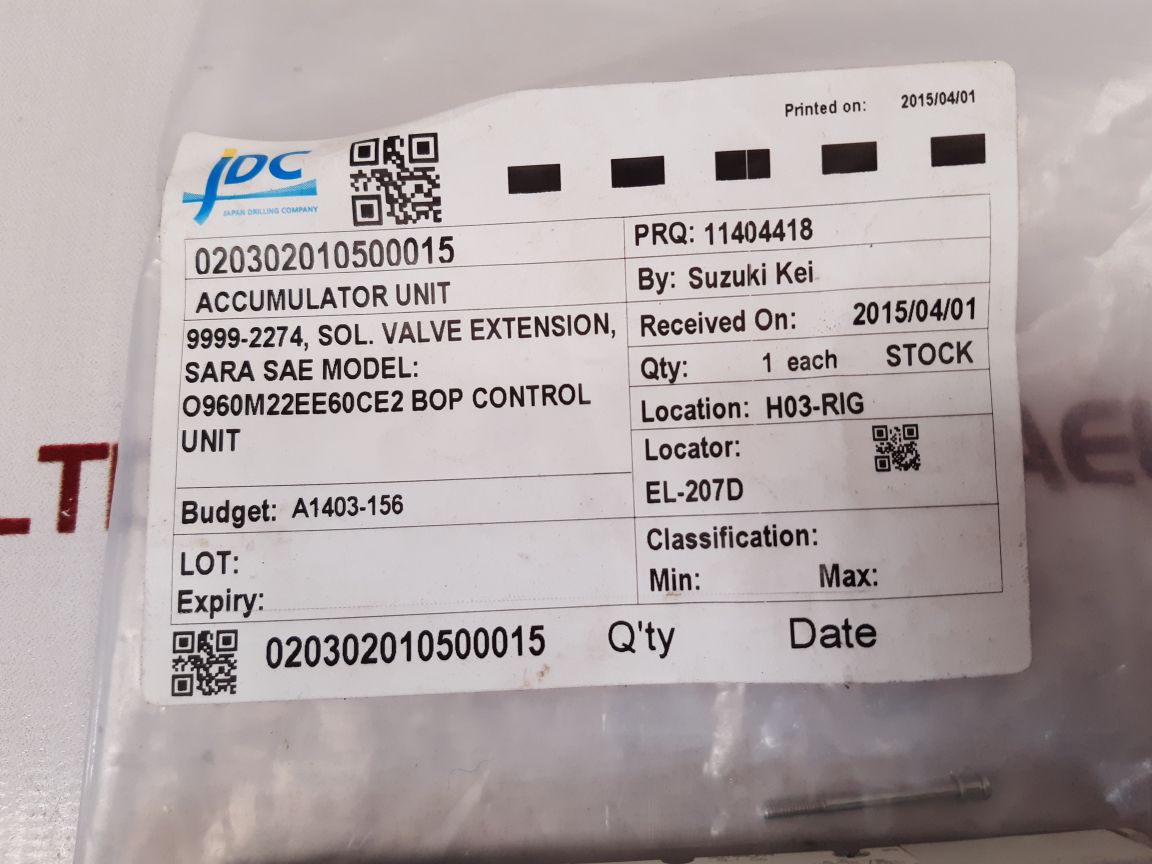 Printed on: 2015/04/01
JDC
JAPAN DRILLING COMPANY
020302010500015
ACCUMULATOR UNIT
9999-2274, SOL. VALVE EXTENSION,
SARA SAE MODEL:
O960M22EE60CE2 BOP CONTROL
UNIT
Budget: A1403-156
LOT:
Expiry:
PRQ: 11404418
By: Suzuki Kei
Received On: 2015/04/01
Qty: 1 each STOCK
Location: H03-RIG
Locator:
EL-207D
Classification:
Min: Max:
020302010500015 Q'ty Date